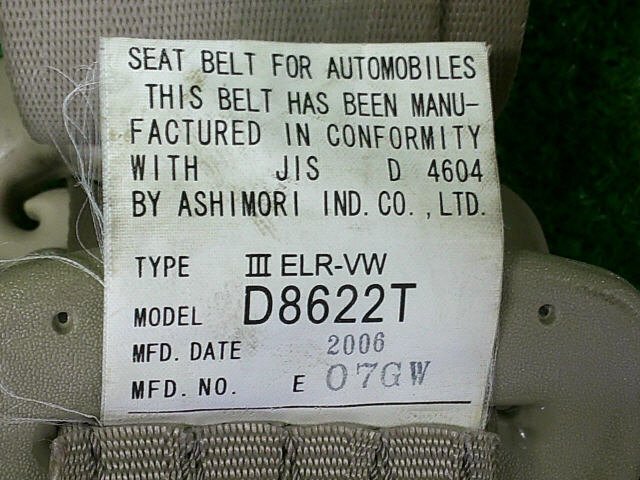 SEAT BELT FOR AUTOMOBILES
THIS BELT HAS BEEN MANU-
FACTURED IN CONFORMITY
WITH JIS D 4604
BY ASHIMORI IND. CO., LTD.
TYPE III ELR-VW
MODEL D8622T
MFD. DATE 2006
MFD. NO. E 07GW